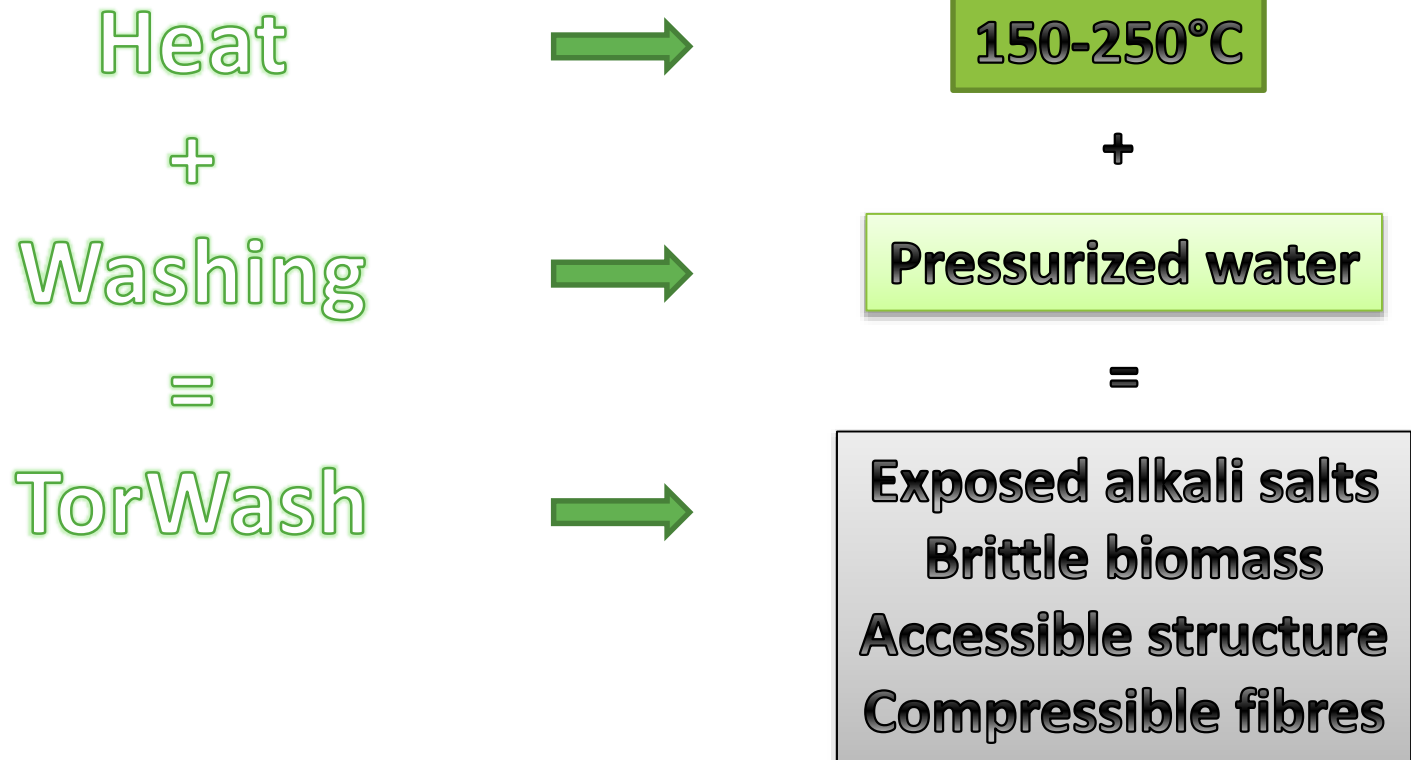 Heat
150-250°C
+
+
Washing
Pressurized water
=
=
TorWash
Exposed alkali salts
Brittle biomass
Accessible structure
Compressible fibres